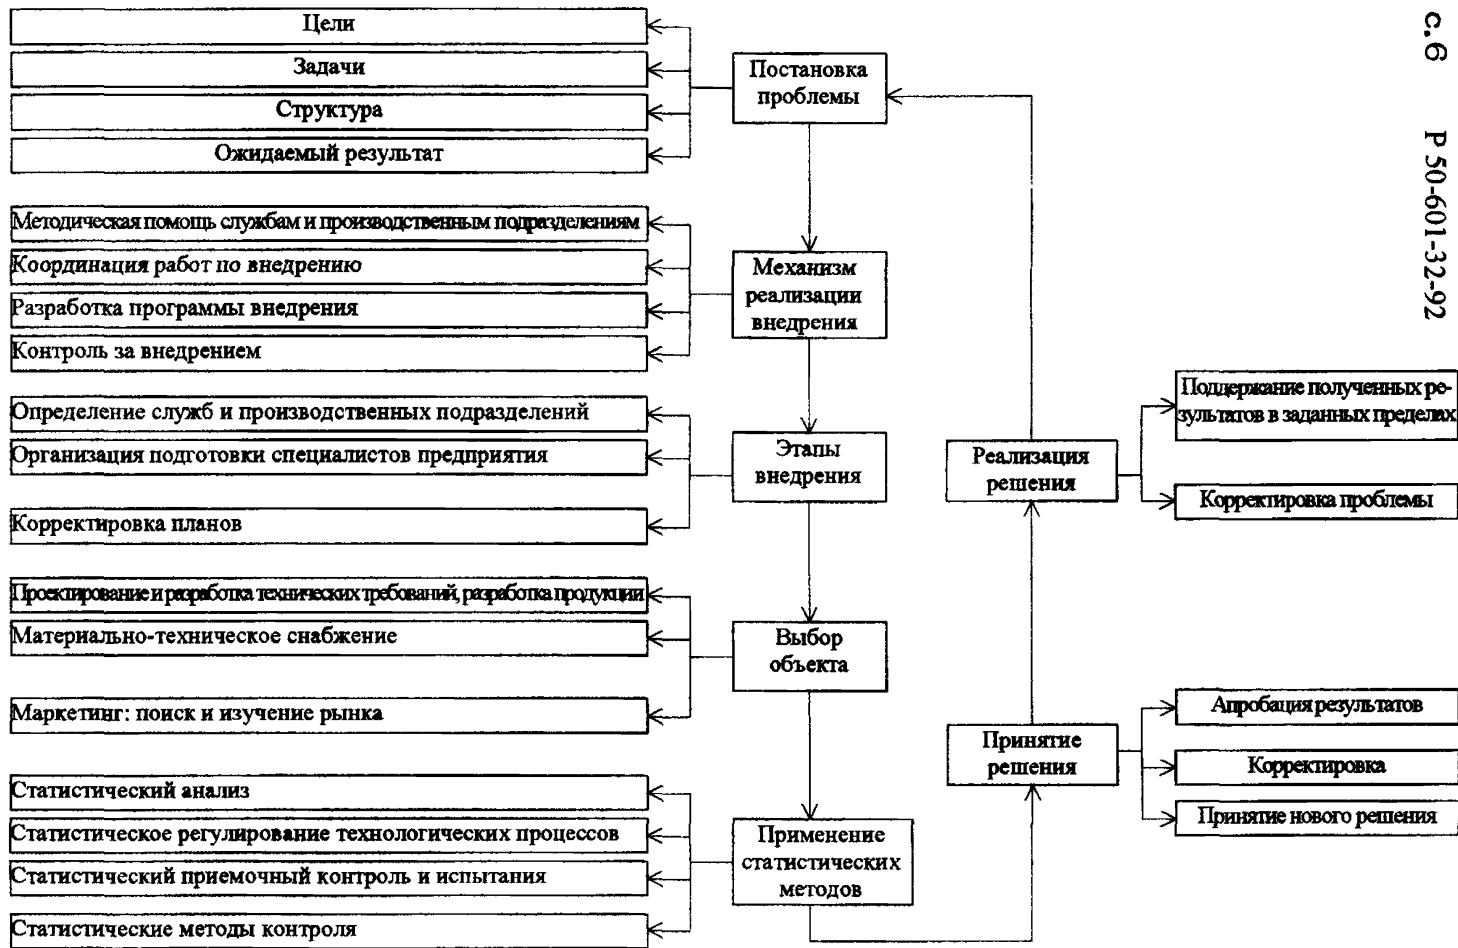 с. 6 Р 50-601-32-92
Цели
Задачи
Структура
Ожидаемый результат
Постановка
проблемы
Методическая помощь службам и производственным подразделениям
Координация работ по внедрению
Разработка программы внедрения
Контроль за внедрением
Механизм
реализации
внедрения
Определение служб и производственных подразделений
Организация подготовки специалистов предприятия
Корректировка планов
Этапы
внедрения
Проектирование и разработка технических требований, разработка продукции
Материально-техническое снабжение
Маркетинг: поиск и изучение рынка
Выбор
объекта
Статистический анализ
Статистическое регулирование технологических процессов
Статистический приемочный контроль и испытания
Статистические методы контроля
Применение
статистических
методов
Принятие
решения
Апробация результатов
Корректировка
Принятие нового решения
Реализация
решения
Поддержание полученных ре-
зультатов в заданных пределах
Корректировка проблемы